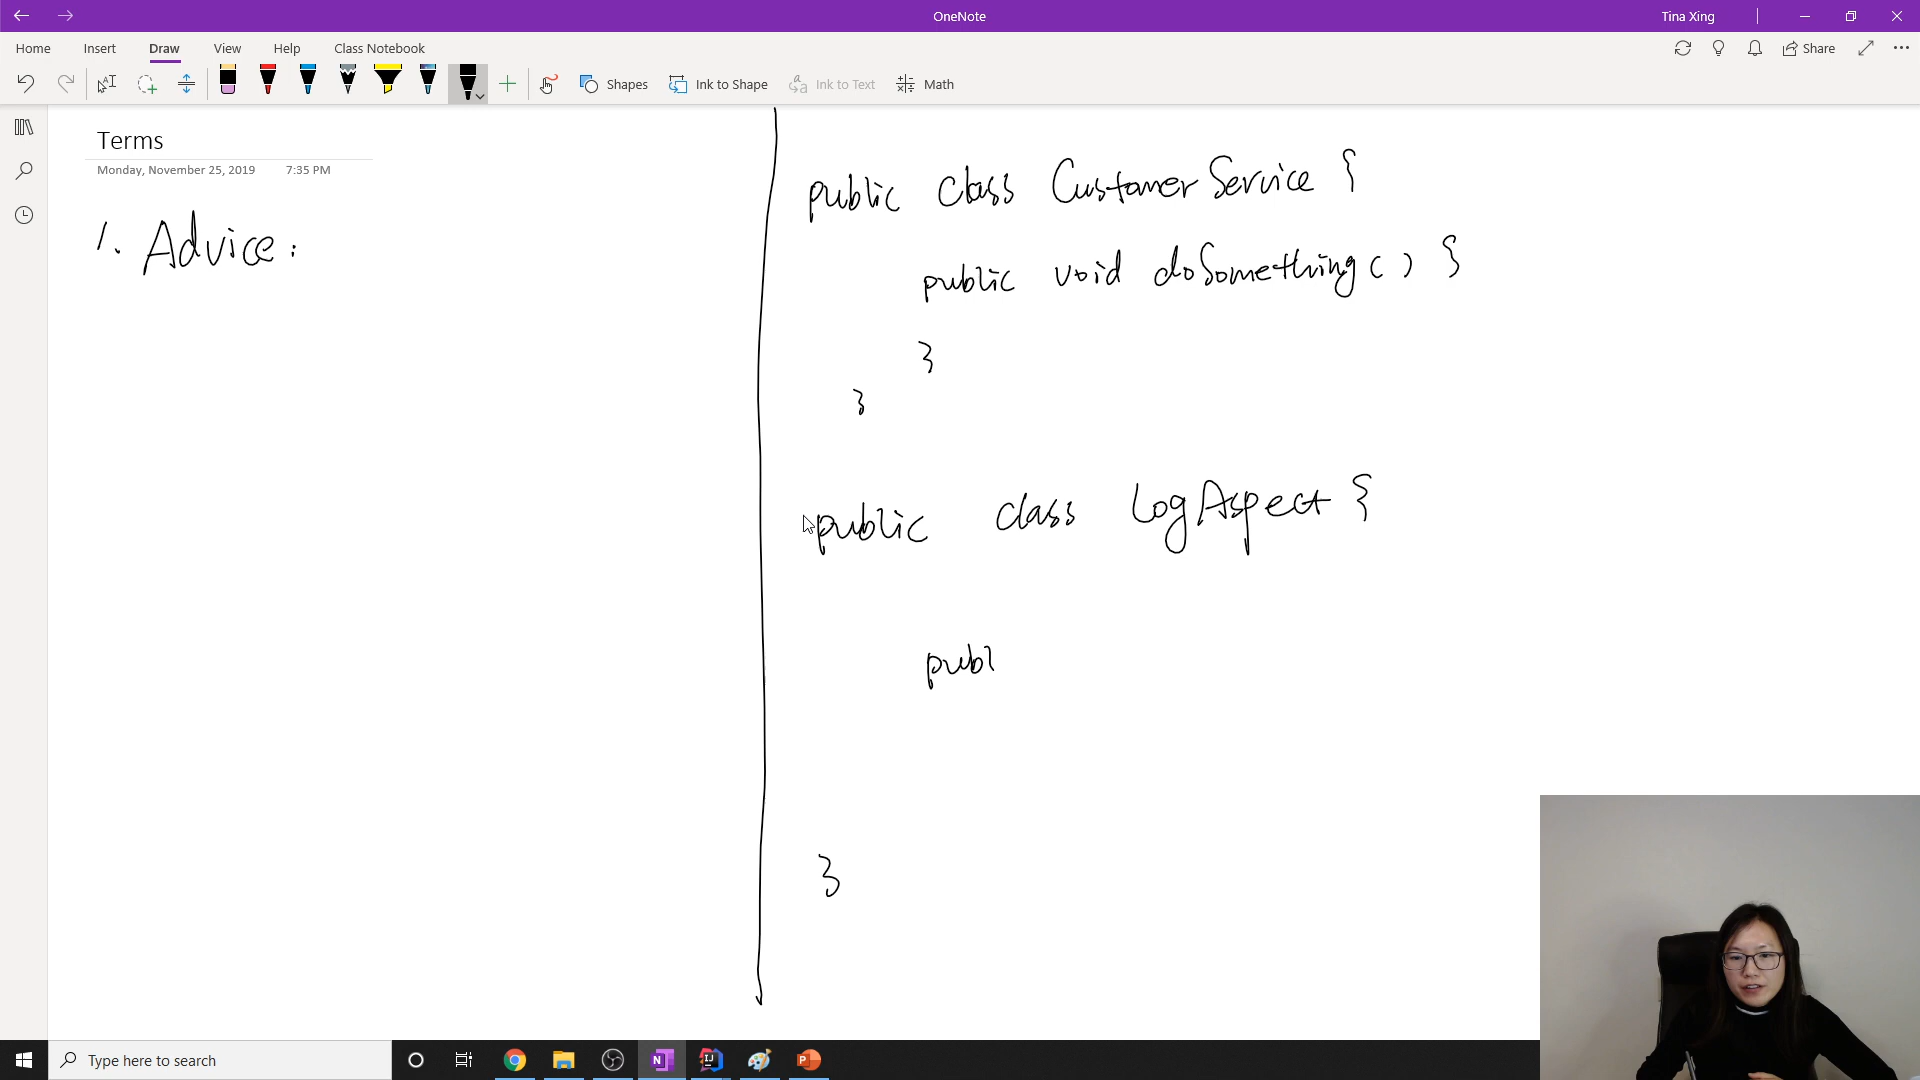 OneNote
Tina Xing
Home Insert Draw View Help Class Notebook
Share
Shapes Ink to Shape Ink to Text Math
Terms
Monday, November 25, 2019 7:35 PM
1. Advice:
public class CustomerService {
public void doSomething() {
}
}
public class LogAspect {
publ
}
Type here to search